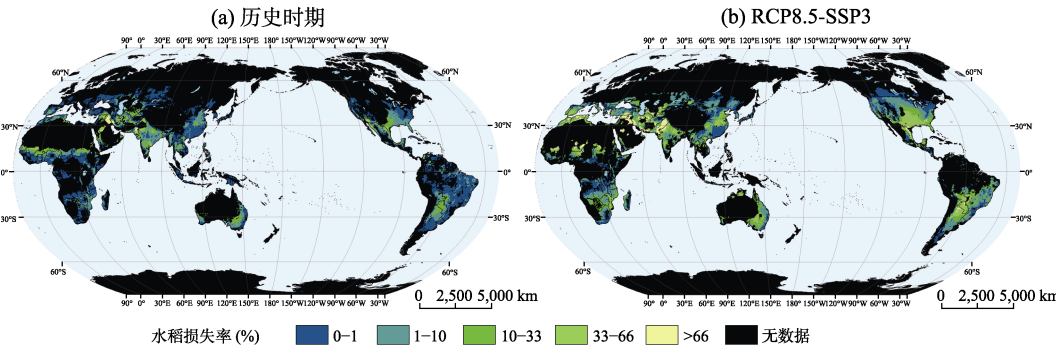 (a) 历史时期
(b) RCP8.5-SSP3
90° 0° 30°E 60°E 90°E 120°E 150°E 180° 150°W 120°W 90°W 60°W 30°W
90° 0° 30°E 60°E 90°E 120°E 150°E 180° 150°W 120°W 90°W 60°W 30°W
60°N 60°N 60°N 60°N
30°N 30°N 30°N 30°N
0° 0° 0° 0°
30°S 30°S 30°S 30°S
60°S 60°S 60°S 60°S
90° 0° 30°E 60°E 90°E 120°E 150°E 180° 150°W 120°W 90°W 60°W 30°W
90° 0° 30°E 60°E 90°E 120°E 150°E 180° 150°W 120°W 90°W 60°W 30°W
0 2,500 5,000 km
0 2,500 5,000 km
水稻损失率 (%) 0−1 1−10 10−33 33−66 >66 无数据